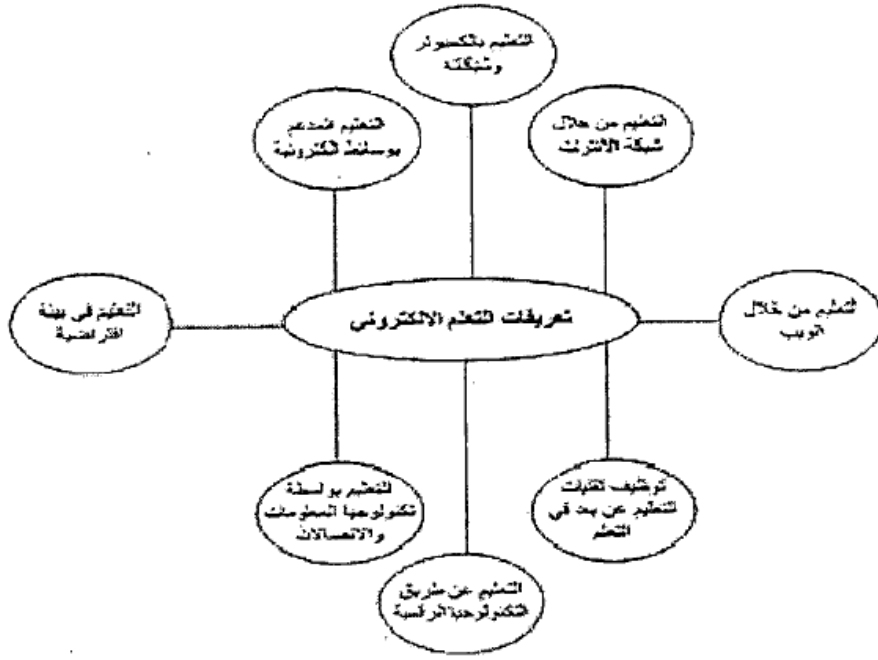 التعليم بالكمبيوتر
وشبكته
التعليم من خلال
شبكة الانترنت
التعليم المدعم
بوسائط الكترونية
تعريفات التعلم الالكتروني
التعليم من خلال
الويب
التعليم في بيئة
افتراضية
توظيف تقنيات
التعليم عن بعد في
التعلم
التعليم بواسطة
تكنولوجيا المعلومات
والاتصالات
التعليم عن طريق
التكنولوجيا الرقمية